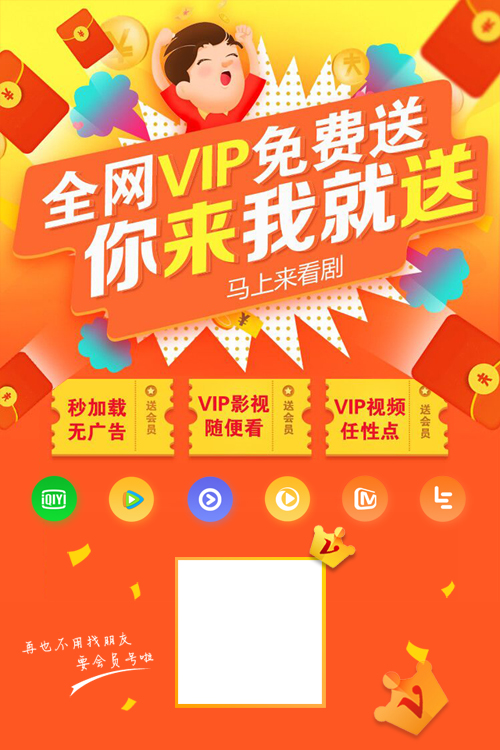 全网VIP免费送
你来我就送
马上来看剧
秒加载
无广告
送会员
VIP影视
随便看
送会员
VIP视频
任性点
送会员
iQIY
再也不用找朋友
要会员号啦